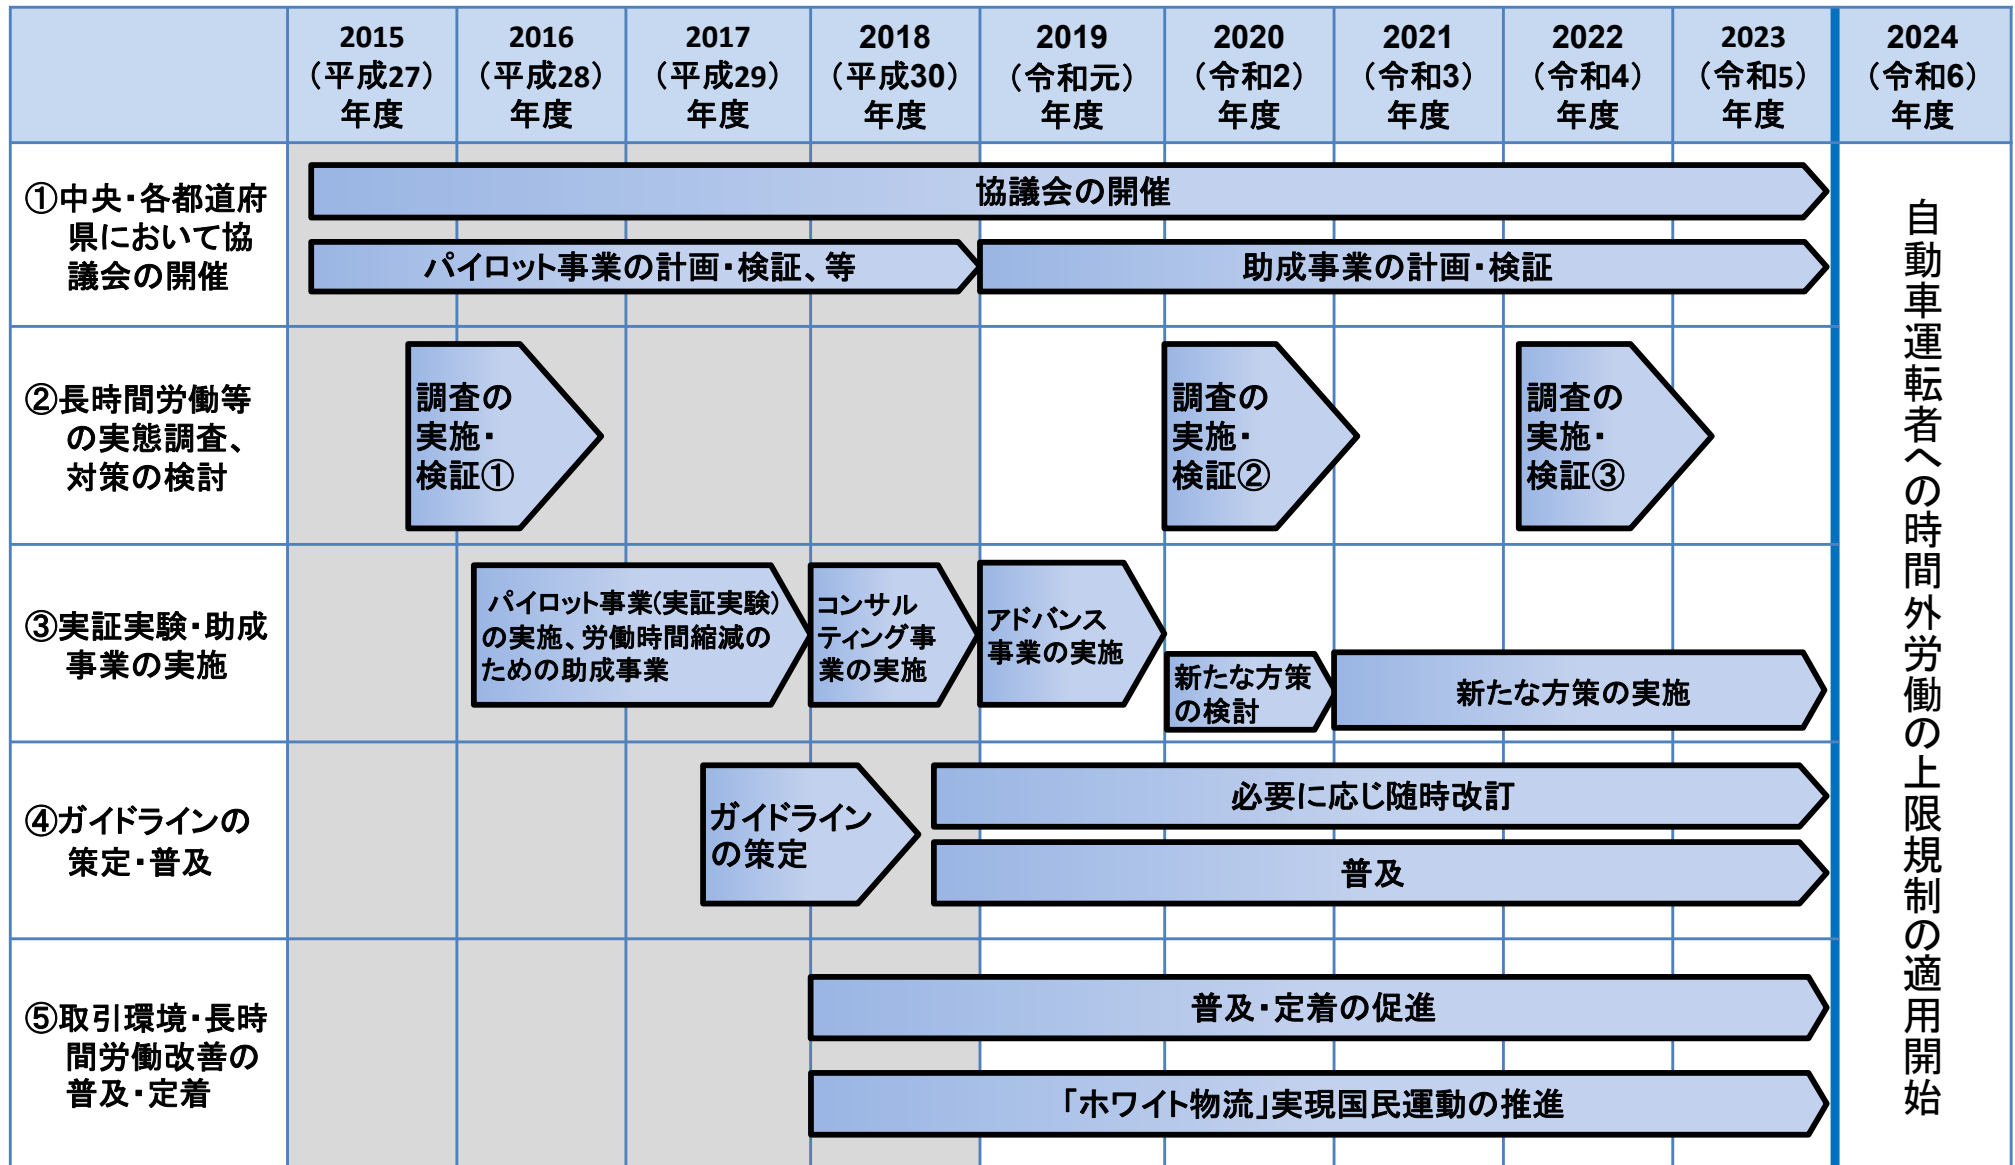 2015
（平成27）
年度
2016
（平成28）
年度
2017
（平成29）
年度
2018
（平成30）
年度
2019
（令和元）
年度
2020
（令和2）
年度
2021
（令和3）
年度
2022
（令和4）
年度
2023
（令和5）
年度
2024
（令和6）
年度
①中央・各都道府
県において協
議会の開催
協議会の開催
パイロット事業の計画・検証、等
助成事業の計画・検証
②長時間労働等
の実態調査、
対策の検討
調査の
実施・
検証①
調査の
実施・
検証②
調査の
実施・
検証③
③実証実験・助成
事業の実施
パイロット事業(実証実験)
の実施、労働時間縮減の
ための助成事業
コンサル
ティング事
業の実施
アドバンス
事業の実施
新たな方策
の検討
新たな方策の実施
④ガイドラインの
策定・普及
ガイドライン
の策定
必要に応じ随時改訂
普及
⑤取引環境・長時
間労働改善の
普及・定着
普及・定着の促進
「ホワイト物流」実現国民運動の推進
自動車運転者への時間外労働の上限規制の適用開始